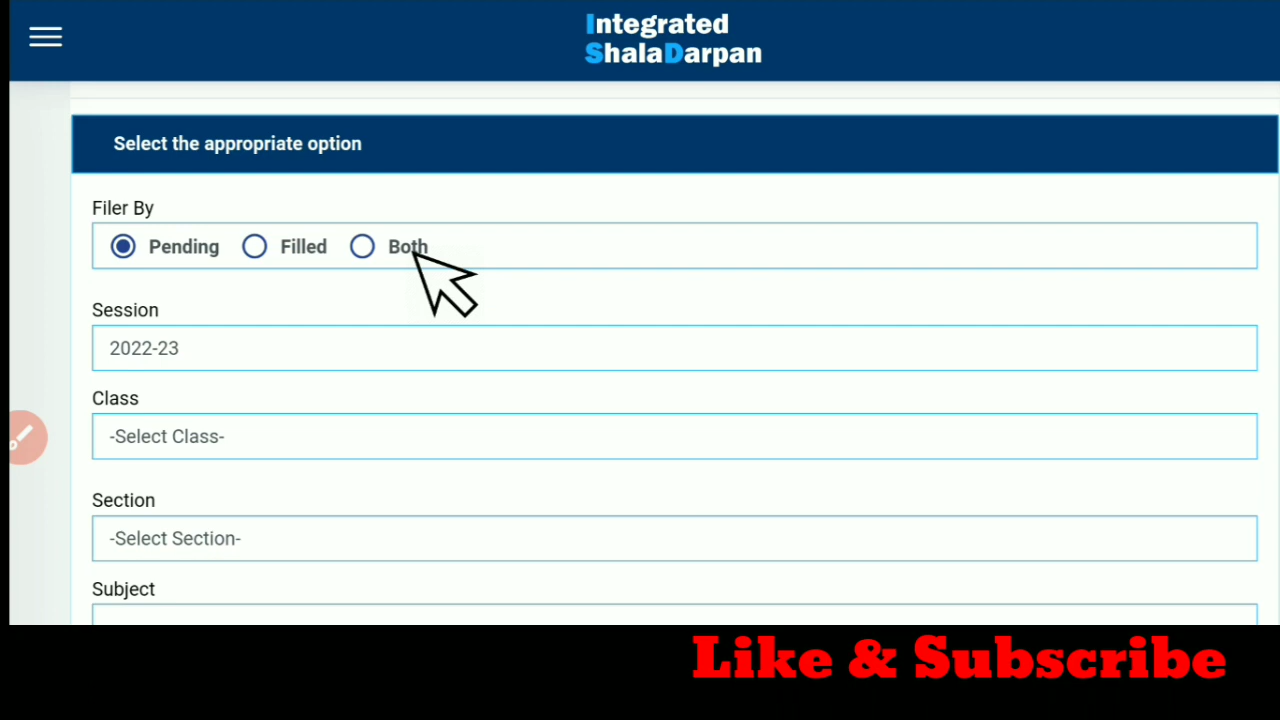 Integrated
ShalaDarpan
Select the appropriate option
Filer By
Pending Filled Both
Session
2022-23
Class
-Select Class-
Section
-Select Section-
Subject
Like & Subscribe